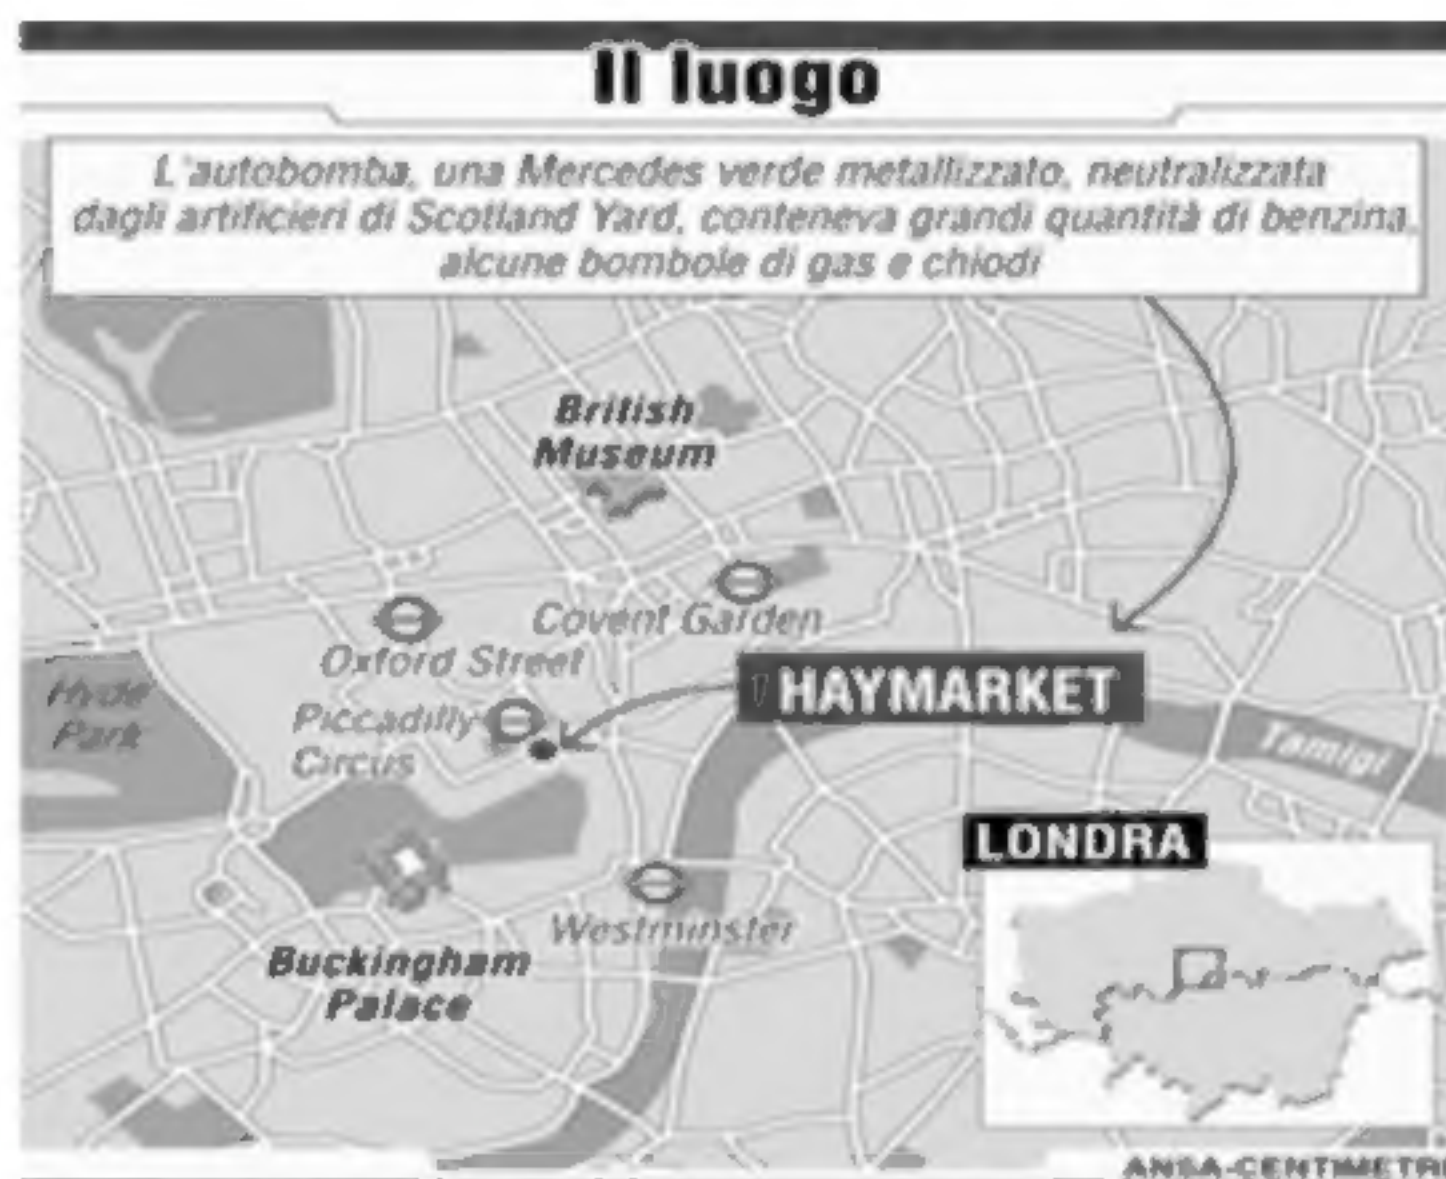 Il luogo
L'autobomba, una Mercedes verde metallizzato, neutralizzata
dagli artificieri di Scotland Yard, conteneva grandi quantità di benzina,
alcune bombole di gas e chiodi
British
Museum
Covent Garden
Oxford Street
Hyde
Park
Piccadilly
Circus
HAYMARKET
Tamigi
LONDRA
Westminster
Buckingham
Palace
ANSA-CENTIMETRI